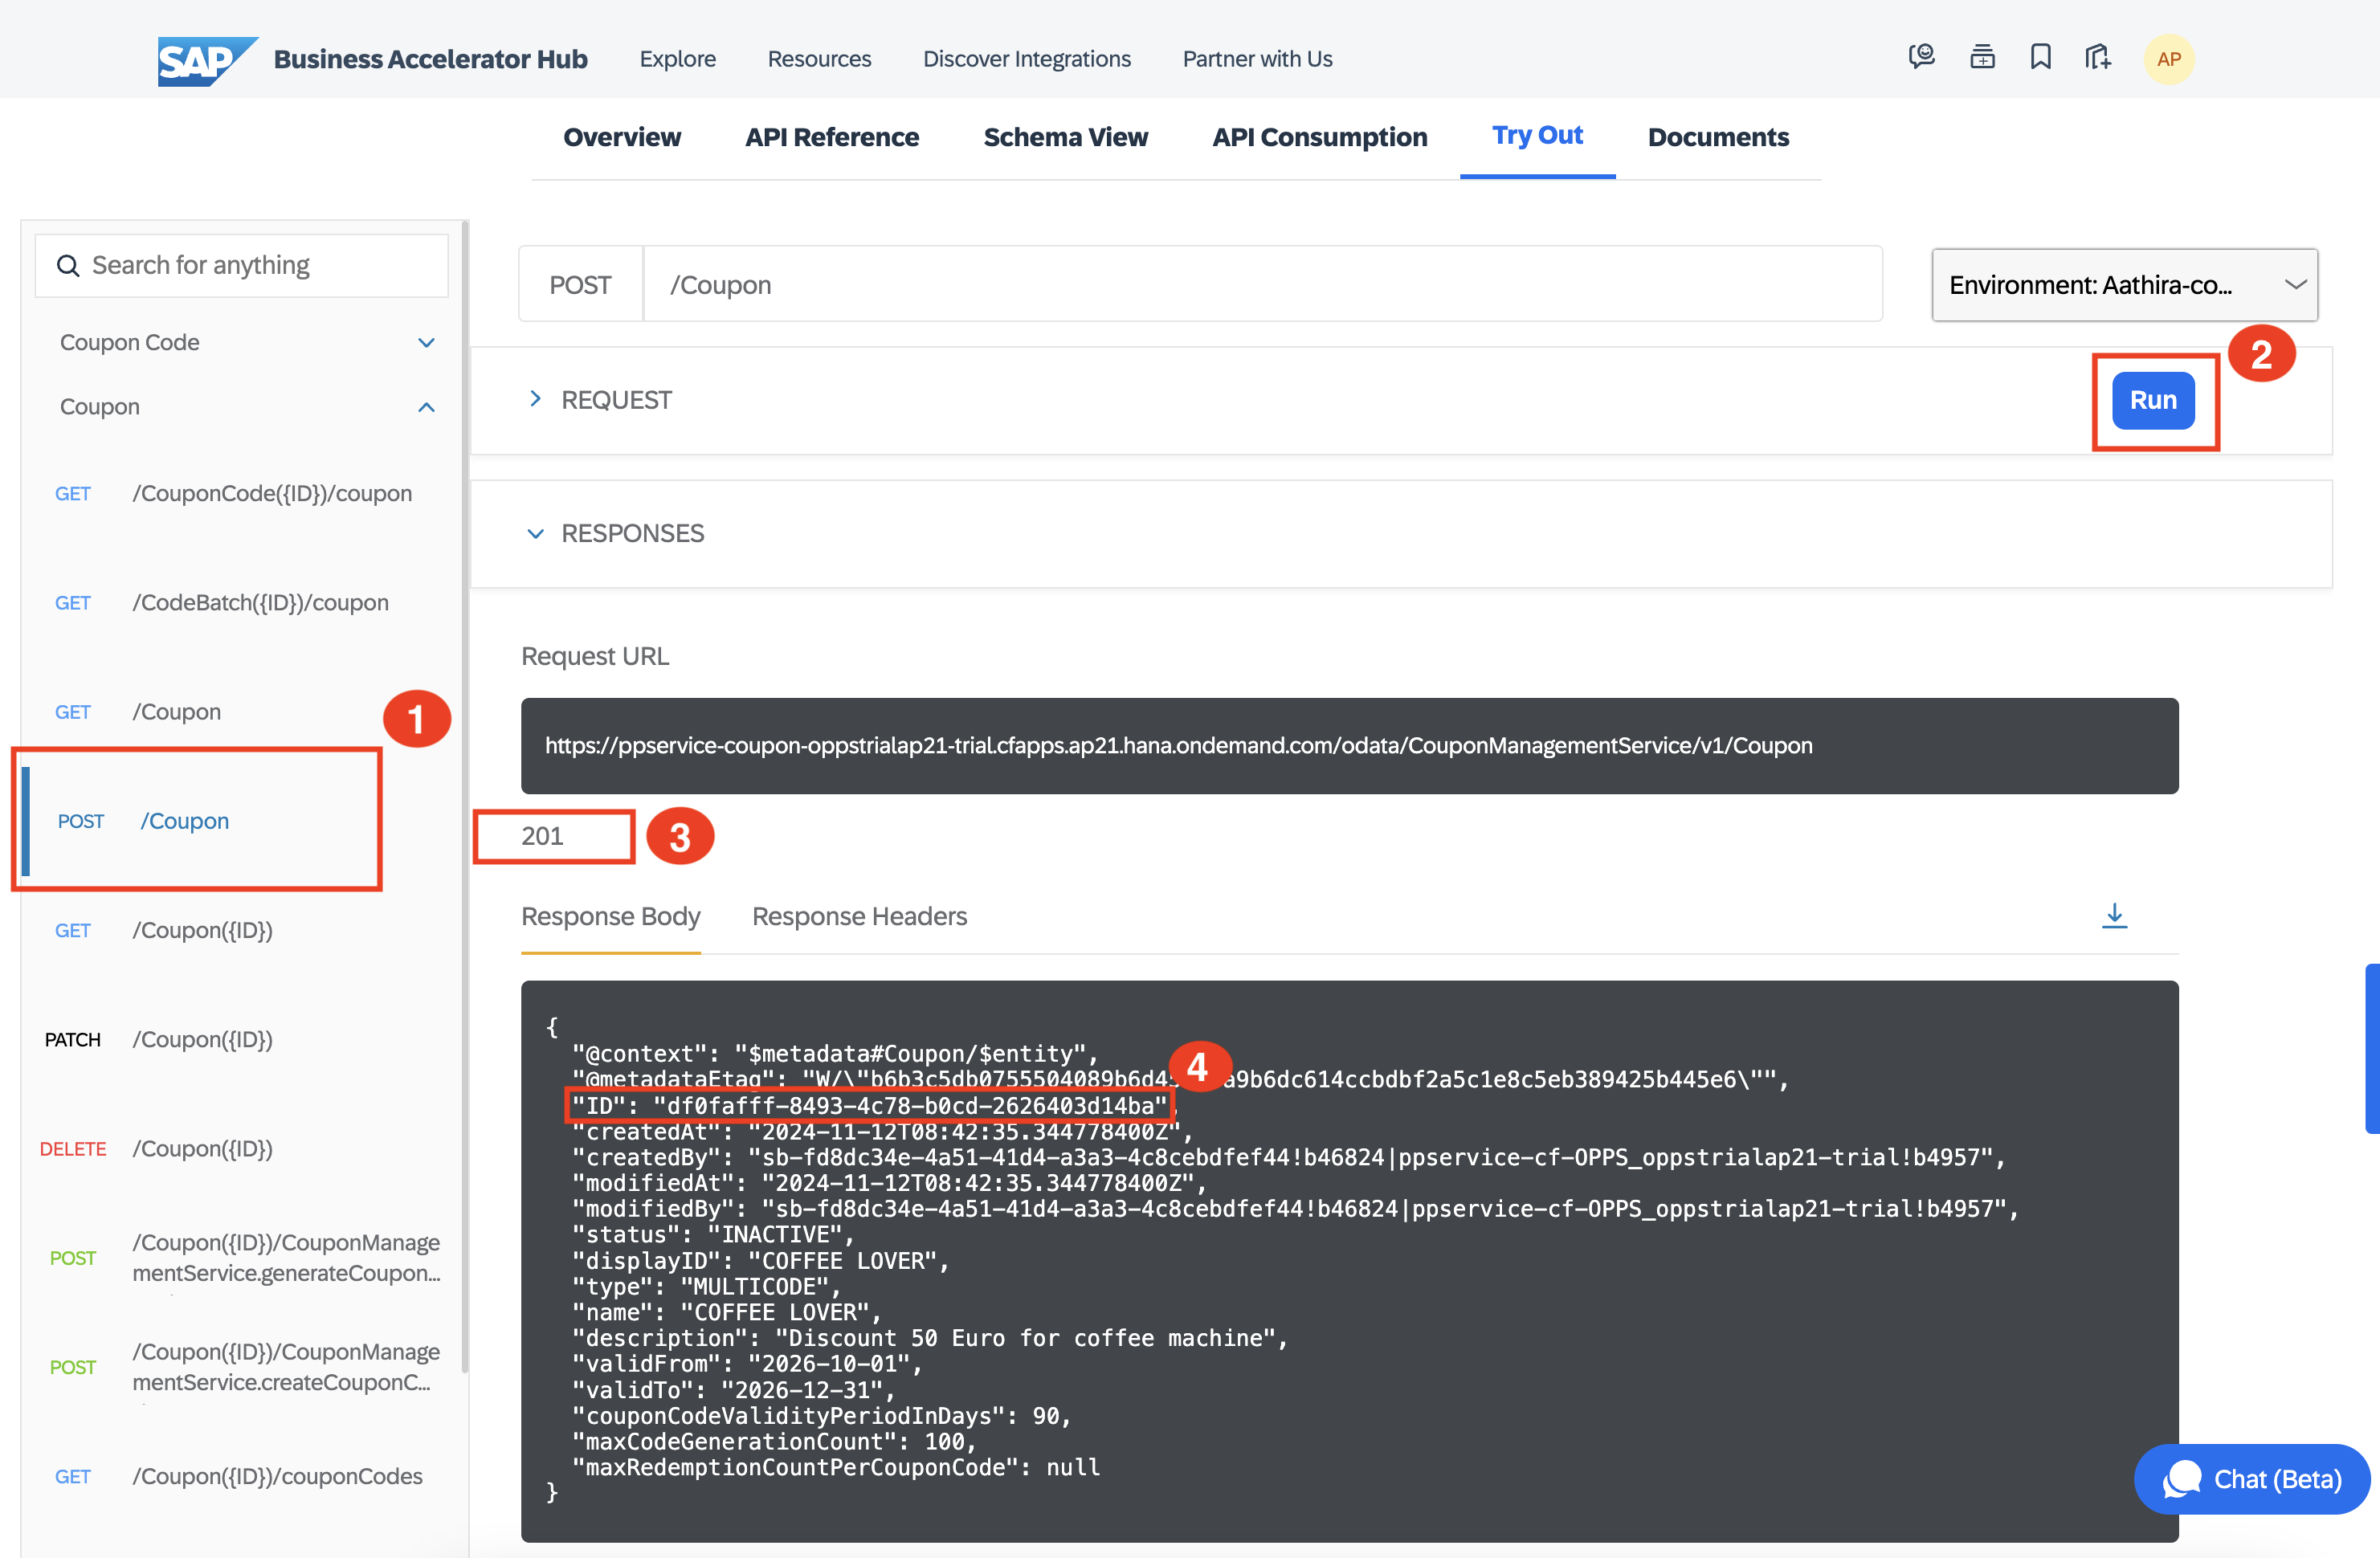 SAP Business Accelerator Hub Explore Resources Discover Integrations Partner with Us AP
Overview API Reference Schema View API Consumption Try Out Documents
Search for anything
Coupon Code
Coupon
GET /CouponCode({ID})/coupon
GET /CodeBatch({ID})/coupon
GET /Coupon
1
POST /Coupon
GET /Coupon({ID})
PATCH /Coupon({ID})
DELETE /Coupon({ID})
POST /Coupon({ID})/CouponManage
mentService.generateCoupon...
POST /Coupon({ID})/CouponManage
mentService.createCouponC...
GET /Coupon({ID})/couponCodes
POST /Coupon
Environment: Aathira-co...
REQUEST
Run
2
RESPONSES
Request URL
https://ppservice-coupon-oppstrialap21-trial.cfapps.ap21.hana.ondemand.com/odata/CouponManagementService/v1/Coupon
201
3
Response Body Response Headers
{
"@context": "$metadata#Coupon/$entity",
4
"@metadataEtag":
"ID": "df0fafff-8493-4c78-b0cd-2626403d14ba",
"createdAt": "2024-11-12T08:42:35.344778400Z",
"createdBy": "sb-fd8dc34e-4a51-41d4-a3a3-4c8cebdfef44!b46824|ppservice-cf-OPPS_oppstrialap21-trial!b4957",
"modifiedAt": "2024-11-12T08:42:35.344778400Z",
"modifiedBy": "sb-fd8dc34e-4a51-41d4-a3a3-4c8cebdfef44!b46824|ppservice-cf-OPPS_oppstrialap21-trial!b4957",
"status": "INACTIVE",
"displayID": "COFFEE LOVER",
"type": "MULTICODE",
"name": "COFFEE LOVER",
"description": "Discount 50 Euro for coffee machine",
"validFrom": "2026-10-01",
"validTo": "2026-12-31",
"couponCodeValidityPeriodInDays": 90,
"maxCodeGenerationCount": 100,
"maxRedemptionCountPerCouponCode": null
}
Chat (Beta)